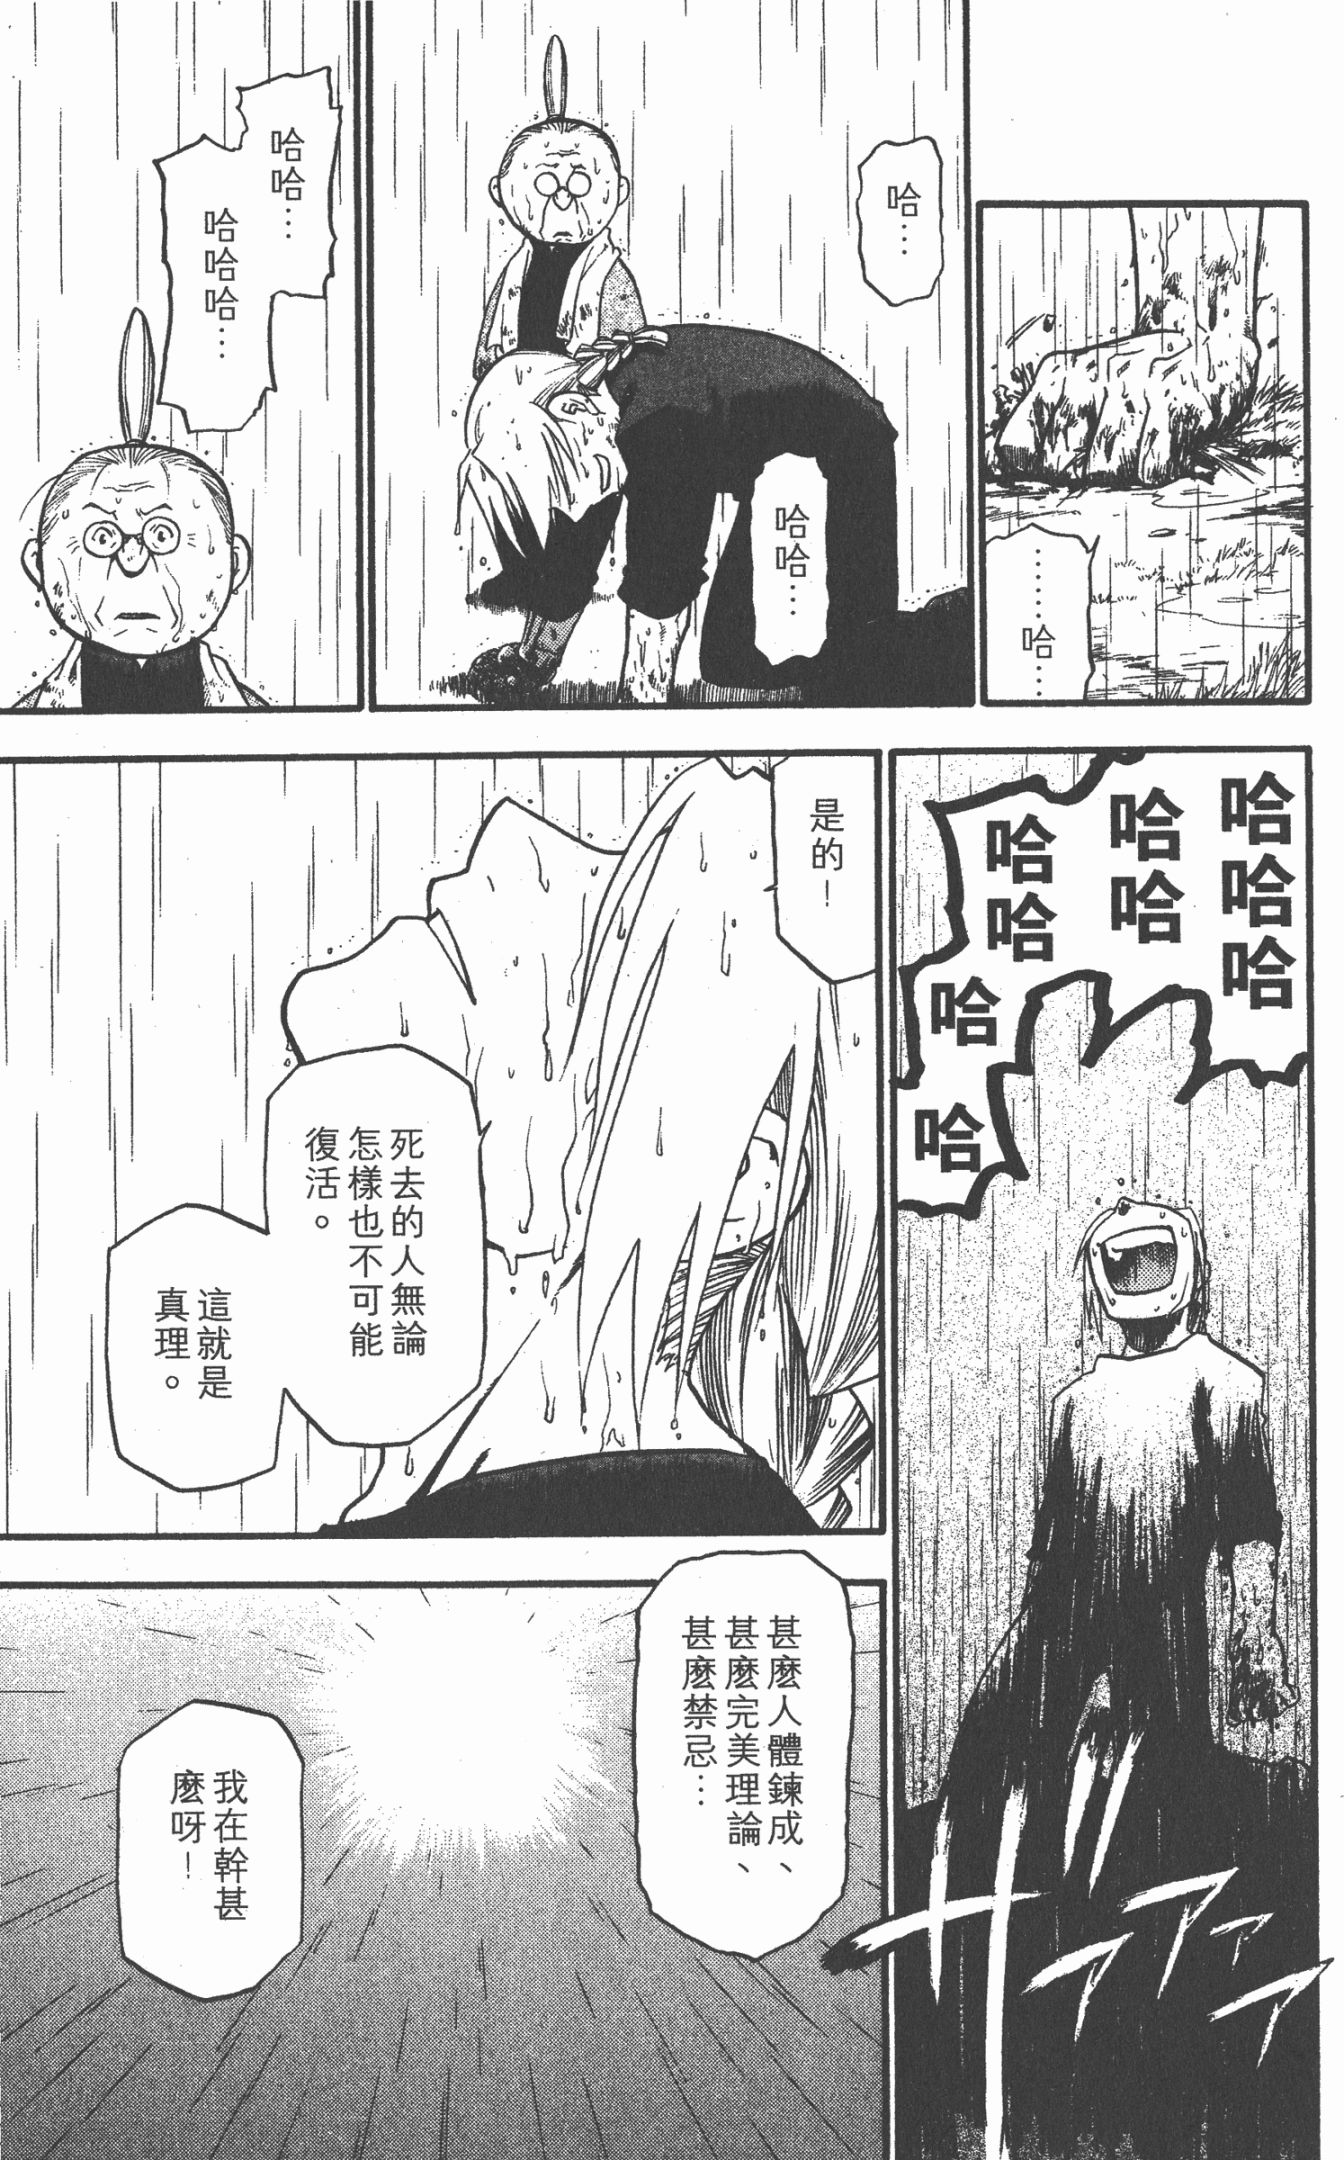 ……哈…
哈…
哈哈…
哈哈…
哈哈哈…
哈哈哈
哈哈
哈哈
哈
哈
ザァァァァ
是的！
死去的人無論
怎樣也不可能
復活。
這就是
真理。
甚麼人體鍊成、
甚麼完美理論、
甚麼禁忌…
我在幹甚
麼呀！